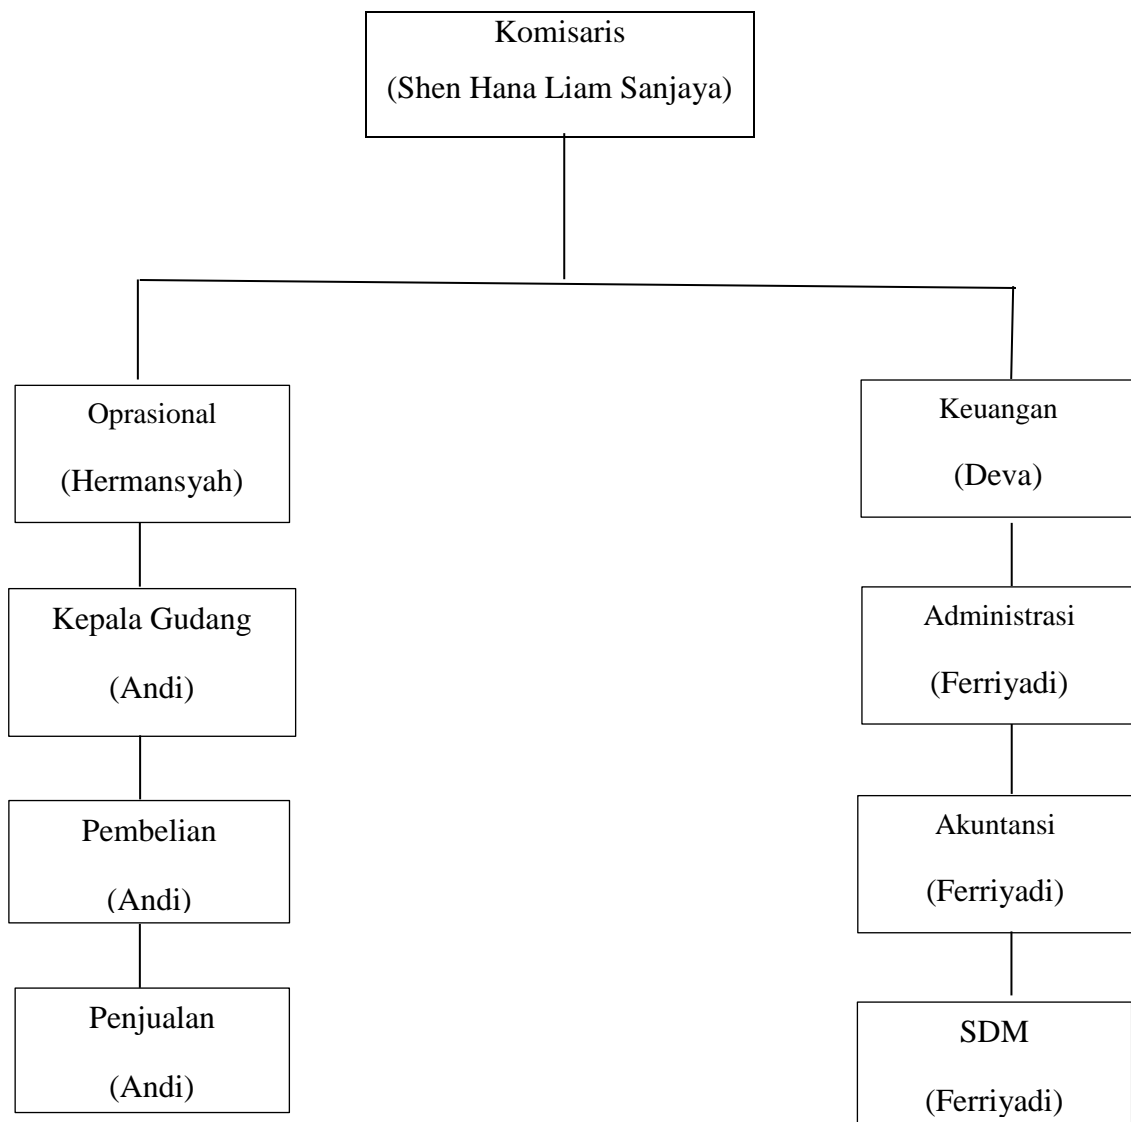 Komisaris
(Shen Hana Liam Sanjaya)
Oprasional
(Hermansyah)
Keuangan
(Deva)
Kepala Gudang
(Andi)
Administrasi
(Ferriyadi)
Pembelian
(Andi)
Akuntansi
(Ferriyadi)
Penjualan
(Andi)
SDM
(Ferriyadi)